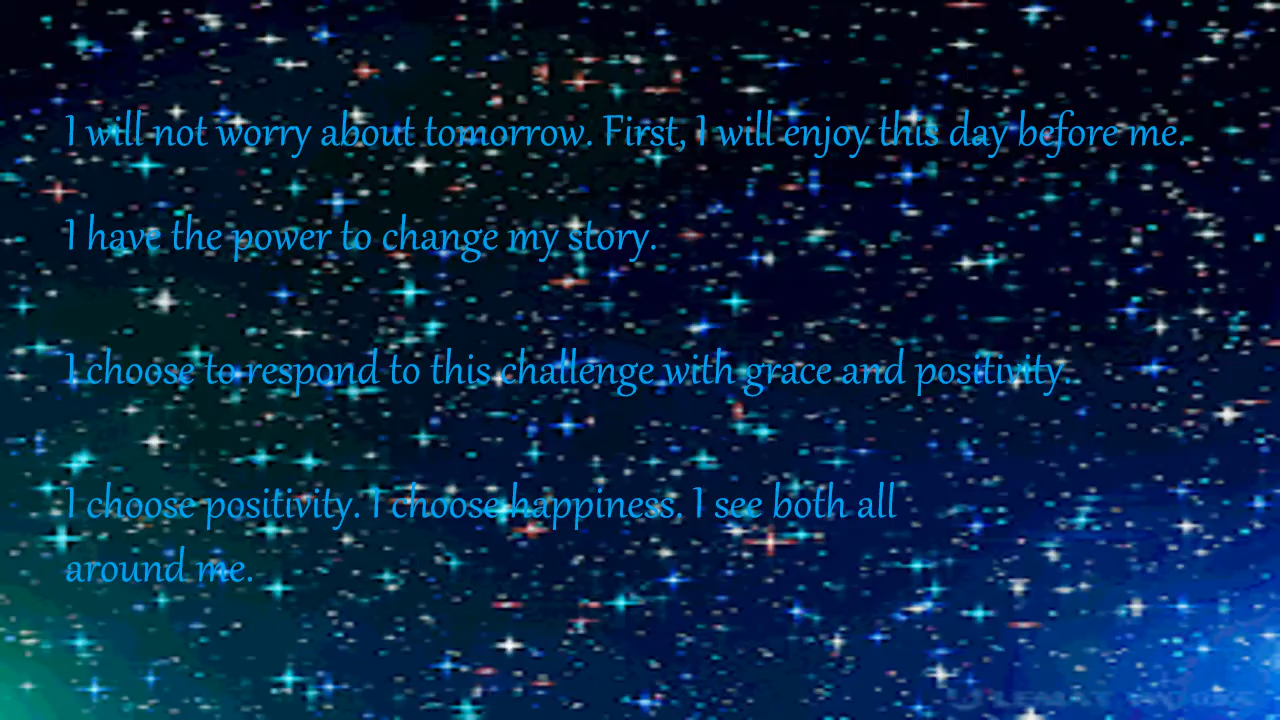 I will not worry about tomorrow. First, I will enjoy this day before me.
I have the power to change my story.
I choose to respond to this challenge with grace and positivity.
I choose positivity. I choose happiness. I see both all
around me.